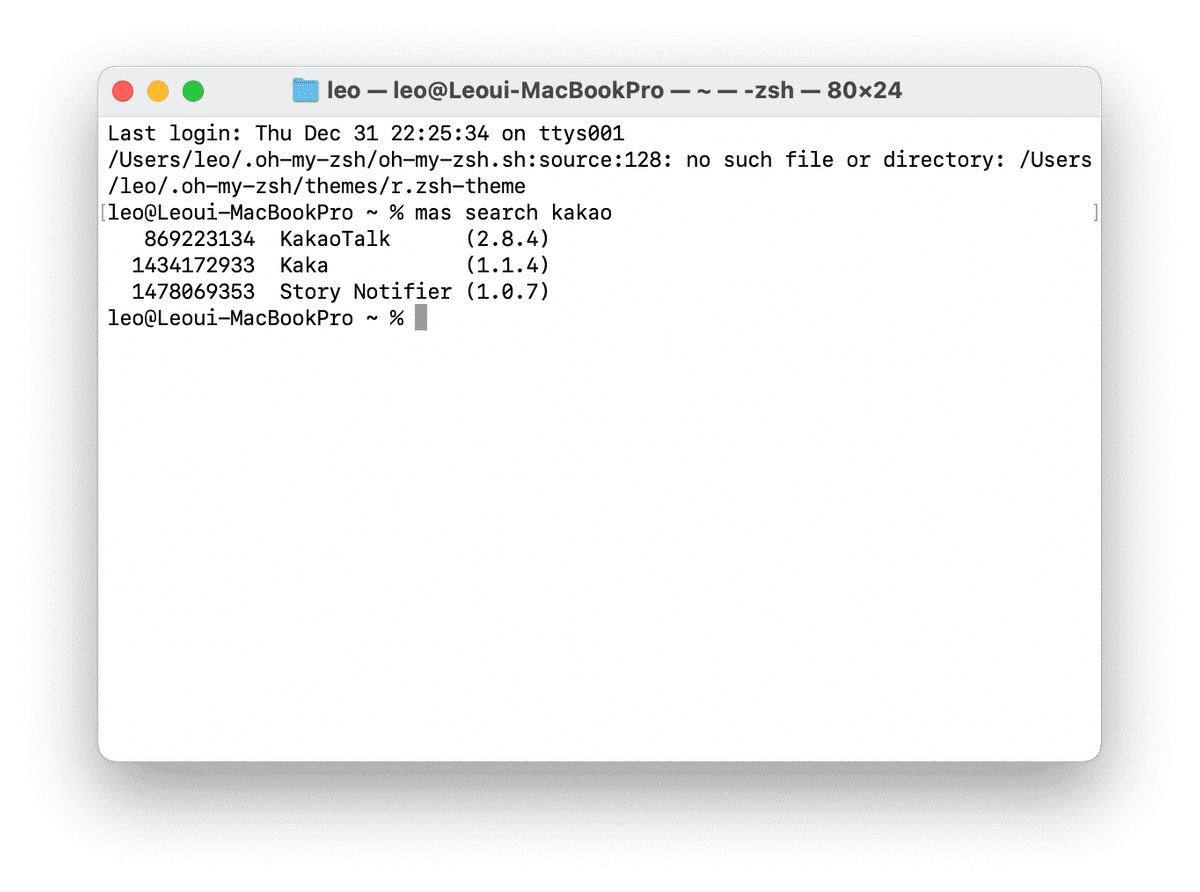 leo — leo@Leoui-MacBookPro — ~ — -zsh — 80×24
Last login: Thu Dec 31 22:25:34 on ttys001
/Users/leo/.oh-my-zsh/oh-my-zsh.sh:source:128: no such file or directory: /Users
/leo/.oh-my-zsh/themes/r.zsh-theme
[leo@Leoui-MacBookPro ~ % mas search kakao ]
869223134 KakaoTalk (2.8.4)
1434172933 Kaka (1.1.4)
1478069353 Story Notifier (1.0.7)
leo@Leoui-MacBookPro ~ %